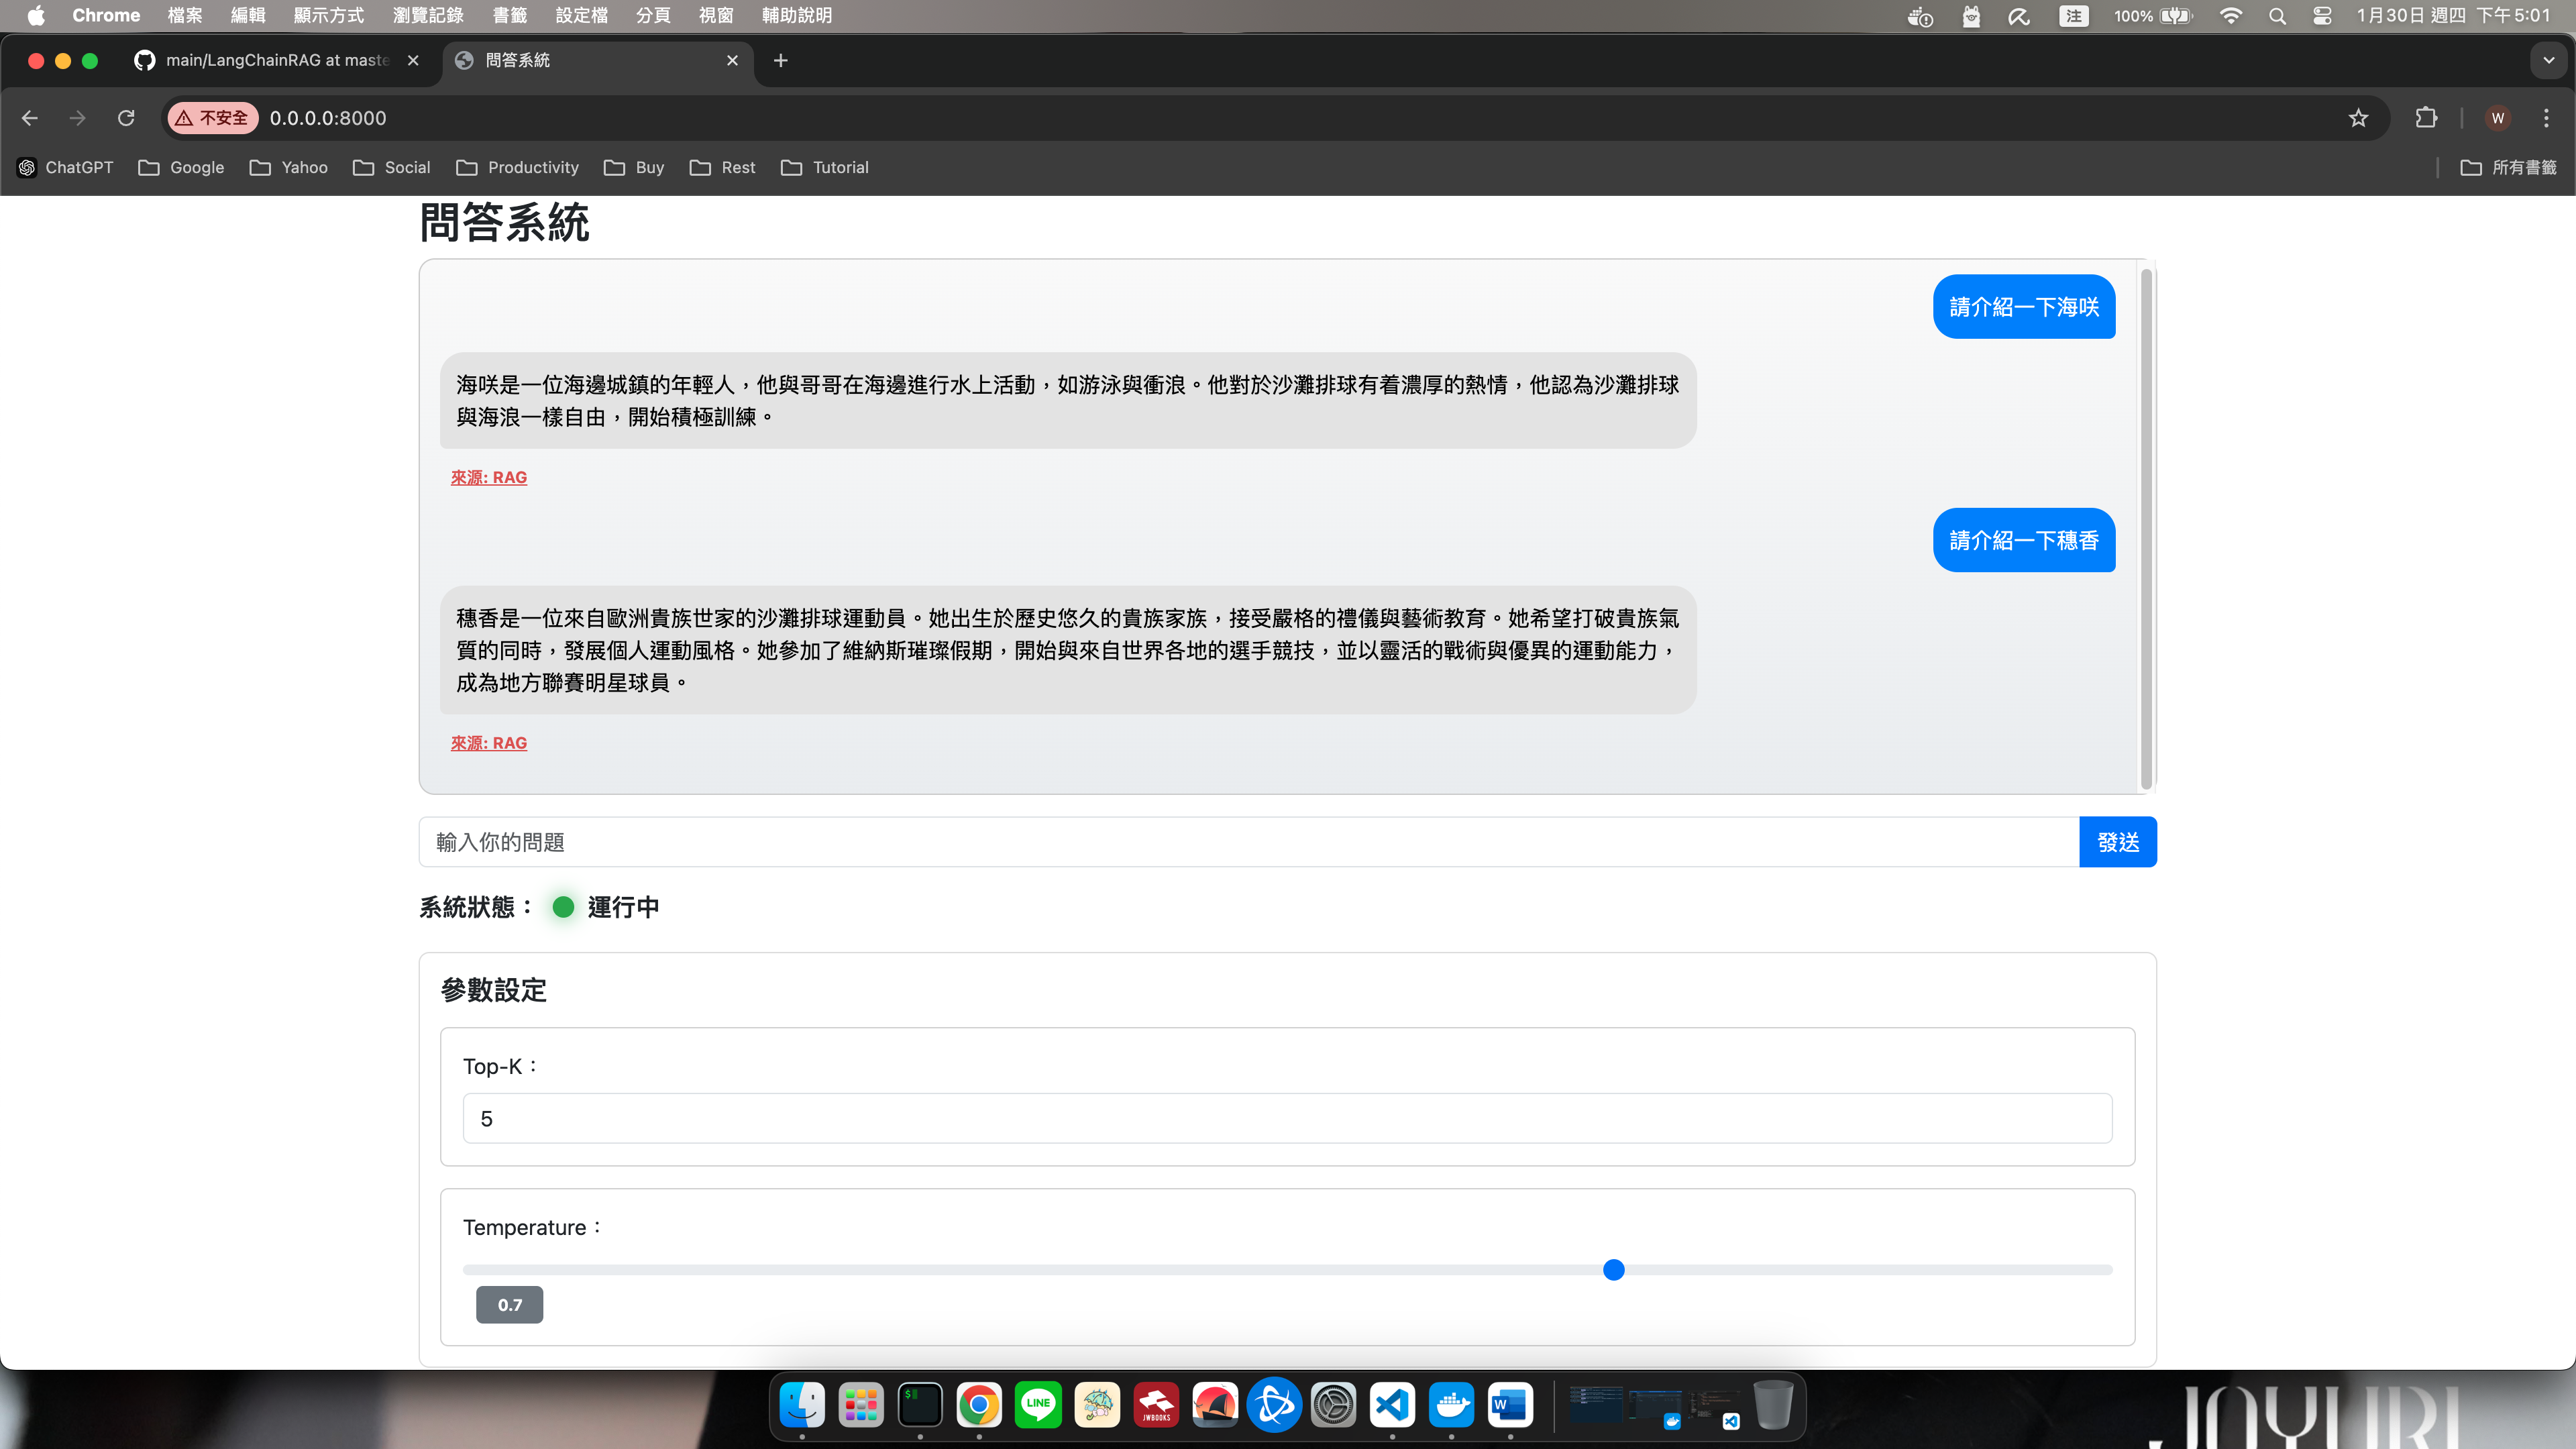 Chrome 檔案 編輯 顯示方式 瀏覽記錄 書籤 設定檔 分頁 視窗 輔助說明 注 100% 1月30日 週四 下午5:01
main/LangChainRAG at maste 問答系統
不安全 0.0.0.0:8000 W
ChatGPT Google Yahoo Social Productivity Buy Rest Tutorial 所有書籤
問答系統
請介紹一下海咲
海咲是一位海邊城鎮的年輕人，他與哥哥在海邊進行水上活動，如游泳與衝浪。他對於沙灘排球有着濃厚的熱情，他認為沙灘排球
與海浪一樣自由，開始積極訓練。
來源: RAG
請介紹一下穗香
穗香是一位來自歐洲貴族世家的沙灘排球運動員。她出生於歷史悠久的貴族家族，接受嚴格的禮儀與藝術教育。她希望打破貴族氣
質的同時，發展個人運動風格。她參加了維納斯璀璨假期，開始與來自世界各地的選手競技，並以靈活的戰術與優異的運動能力，
成為地方聯賽明星球員。
來源: RAG
輸入你的問題 發送
系統狀態： 運行中
參數設定
Top-K：
5
Temperature：
0.7
LINE JWBOOKS W
JOYURI